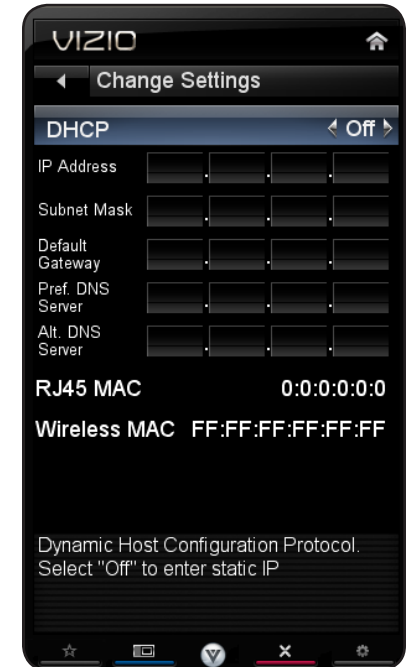 VIZIO
Change Settings
DHCP Off
IP Address . . .
Subnet Mask . . .
Default
Gateway . . .
Pref. DNS
Server . . .
Alt. DNS
Server . . .
RJ45 MAC 0:0:0:0:0:0
Wireless MAC FF:FF:FF:FF:FF:FF
Dynamic Host Configuration Protocol.
Select "Off" to enter static IP
V